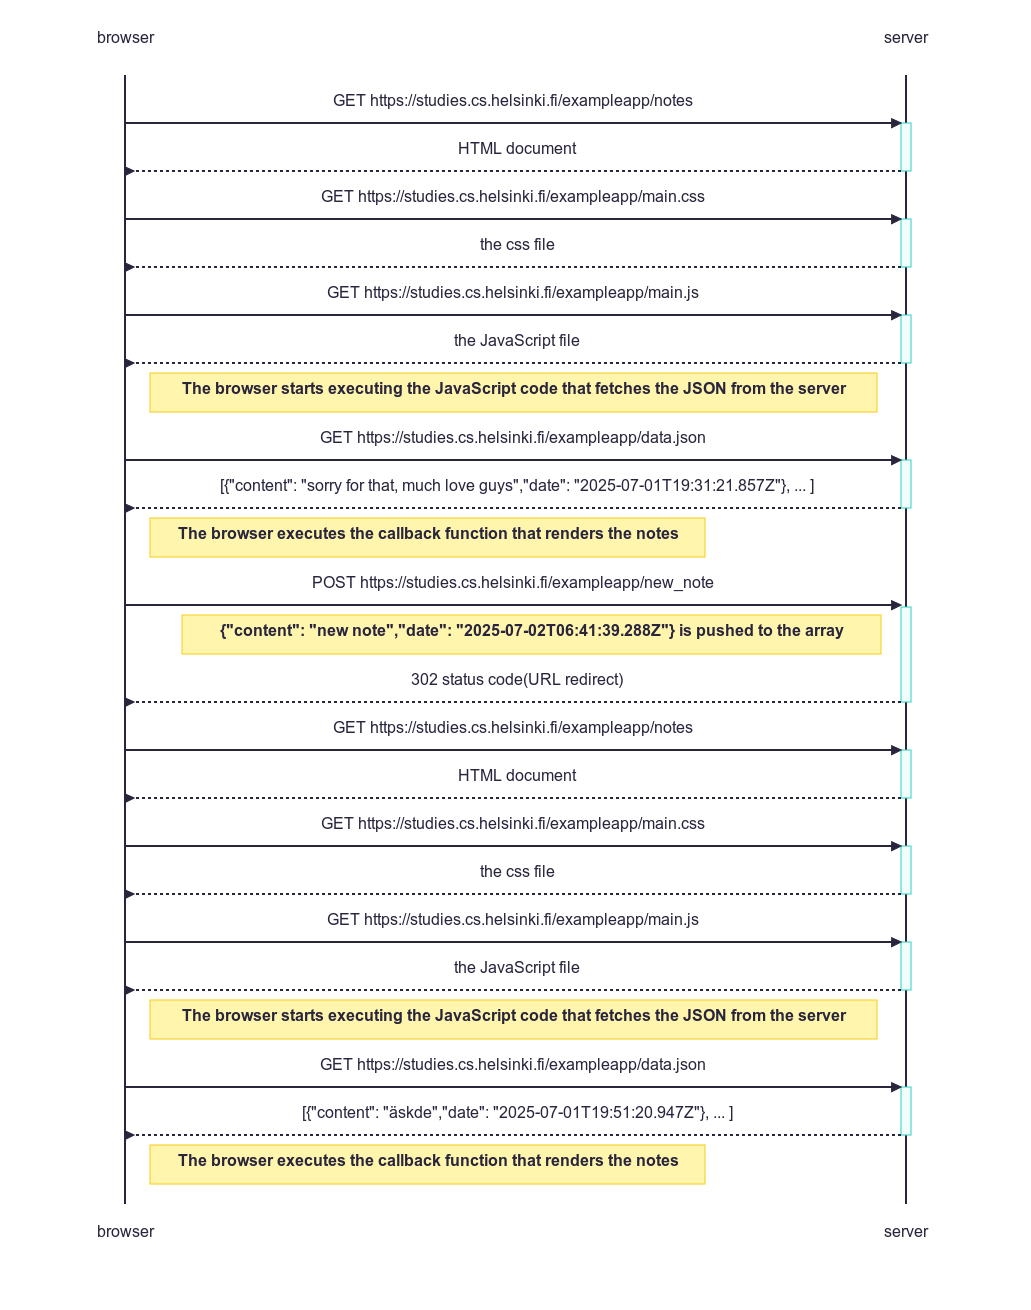 browser server
GET https://studies.cs.helsinki.fi/exampleapp/notes
HTML document
GET https://studies.cs.helsinki.fi/exampleapp/main.css
the css file
GET https://studies.cs.helsinki.fi/exampleapp/main.js
the JavaScript file
The browser starts executing the JavaScript code that fetches the JSON from the server
GET https://studies.cs.helsinki.fi/exampleapp/data.json
[{"content": "sorry for that, much love guys","date": "2025-07-01T19:31:21.857Z"}, ... ]
The browser executes the callback function that renders the notes
POST https://studies.cs.helsinki.fi/exampleapp/new_note
{"content": "new note","date": "2025-07-02T06:41:39.288Z"} is pushed to the array
302 status code(URL redirect)
GET https://studies.cs.helsinki.fi/exampleapp/notes
HTML document
GET https://studies.cs.helsinki.fi/exampleapp/main.css
the css file
GET https://studies.cs.helsinki.fi/exampleapp/main.js
the JavaScript file
The browser starts executing the JavaScript code that fetches the JSON from the server
GET https://studies.cs.helsinki.fi/exampleapp/data.json
[{"content": "äskde","date": "2025-07-01T19:51:20.947Z"}, ... ]
The browser executes the callback function that renders the notes
browser server